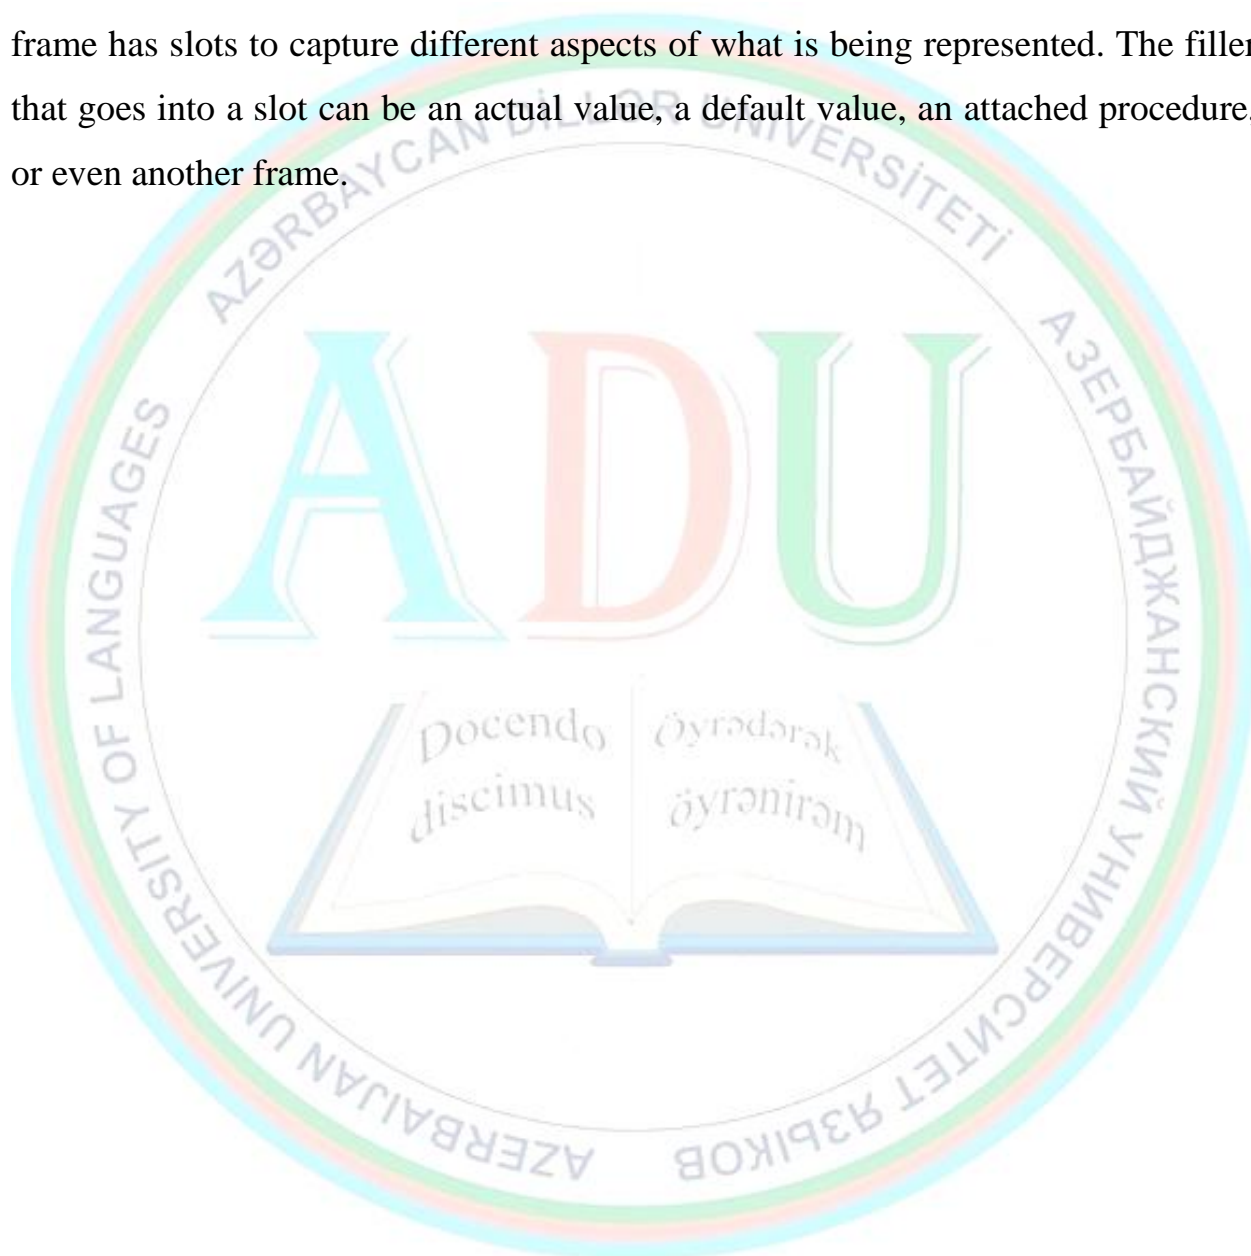 frame has slots to capture different aspects of what is being represented. The filler
that goes into a slot can be an actual value, a default value, an attached procedure,
or even another frame.
AZƏRBAYCAN DİLLƏR UNİVERSİTETİ
АЗЕРБАЙДЖАНСКИЙ УНИВЕРСИТЕТ ЯЗЫКОВ
AZERBAIJAN UNIVERSITY OF LANGUAGES
ADU
Docendo
discimus
Öyrədərək
öyrənirəm